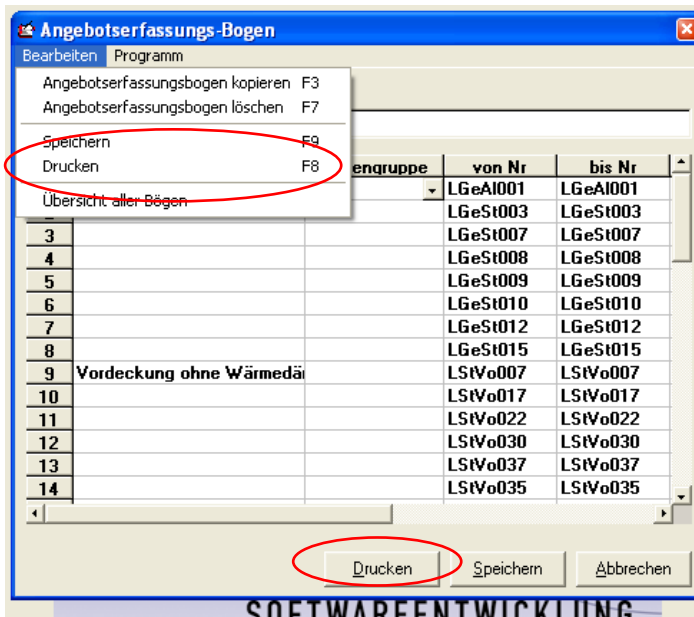 Angebotserfassungs-Bogen
Bearbeiten Programm
Angebotserfassungsbogen kopieren F3
Angebotserfassungsbogen löschen F7
Speichern F9
Drucken F8
Übersicht aller Bögen
engruppe von Nr bis Nr
LGeAl001 LGeAl001
2 LGeSt003 LGeSt003
3 LGeSt007 LGeSt007
4 LGeSt008 LGeSt008
5 LGeSt009 LGeSt009
6 LGeSt010 LGeSt010
7 LGeSt012 LGeSt012
8 LGeSt015 LGeSt015
9 Vordeckung ohne Wärmedäi LStVo007 LStVo007
10 LStVo017 LStVo017
11 LStVo022 LStVo022
12 LStVo030 LStVo030
13 LStVo037 LStVo037
14 LStVo035 LStVo035
Drucken Speichern Abbrechen
SOFTWAREENTWICKLUNG